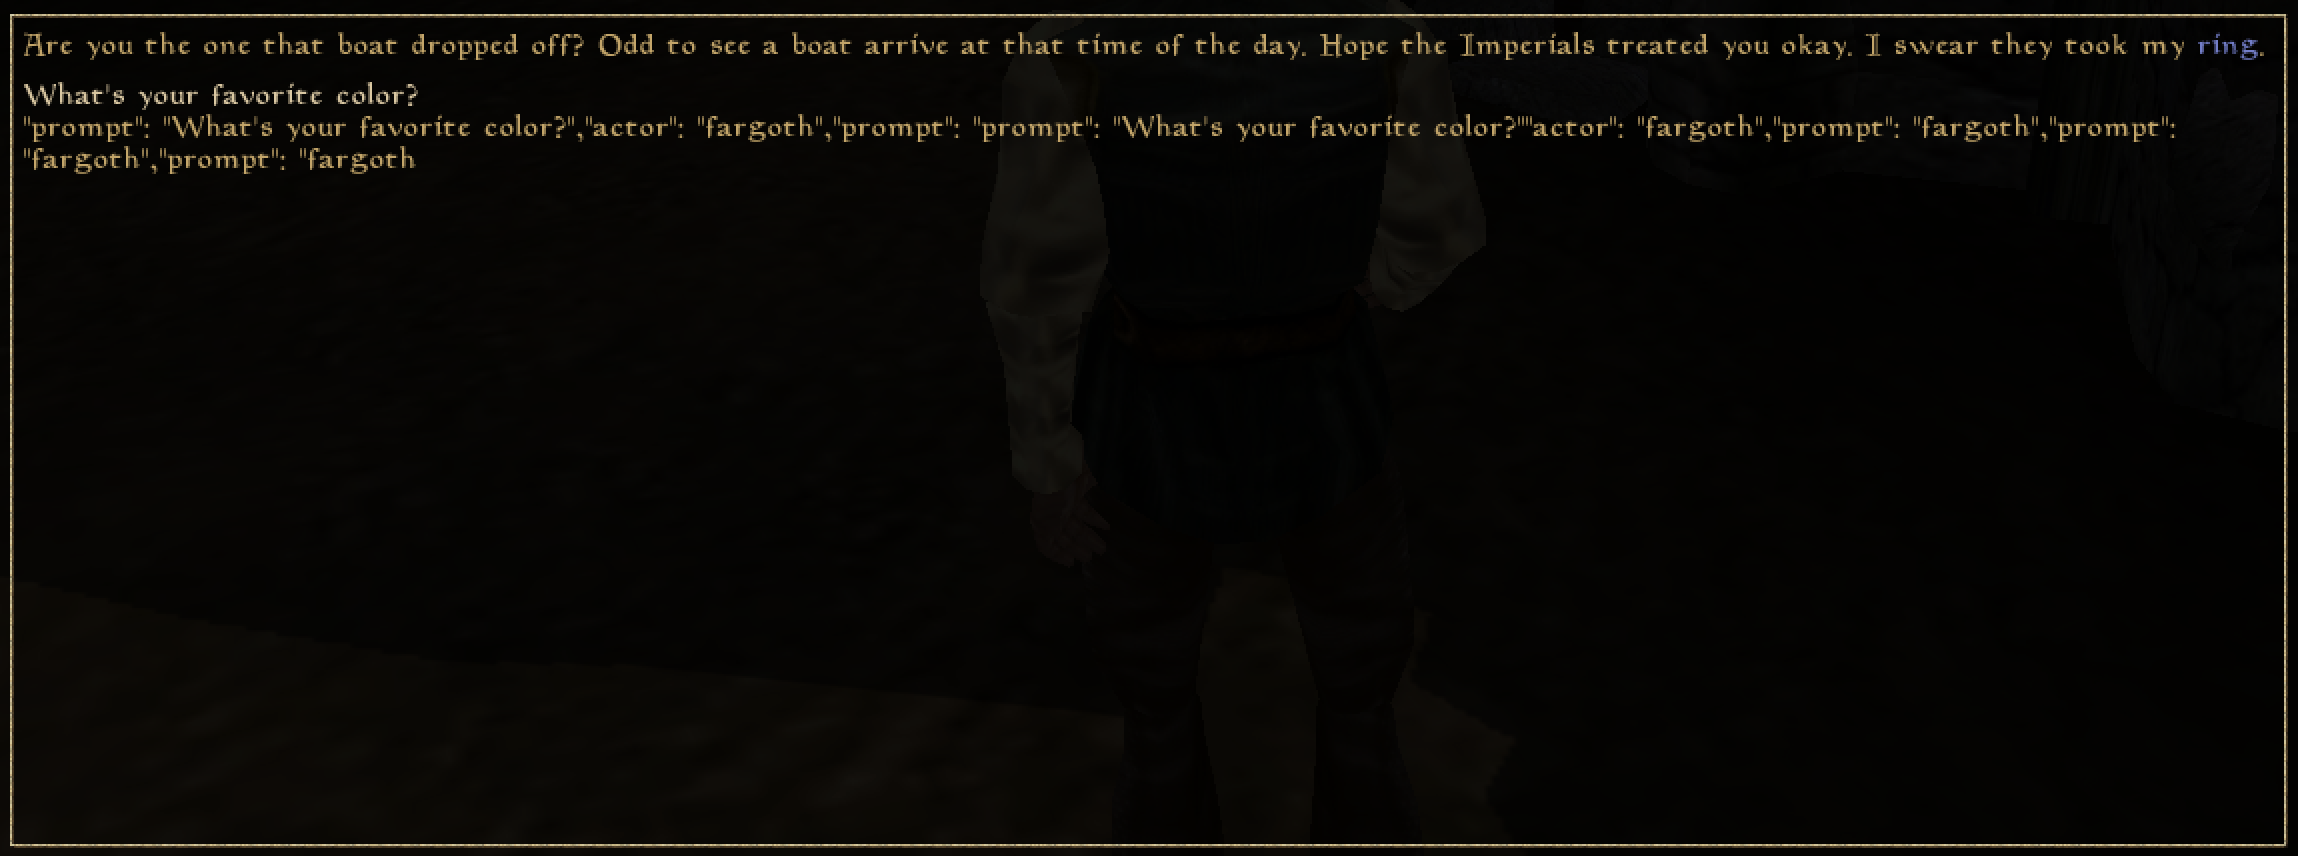 Are you the one that boat dropped off? Odd to see a boat arrive at that time of the day. Hope the Imperials treated you okay. I swear they took my ring.
What's your favorite color?
"prompt": "What's your favorite color?","actor": "fargoth","prompt": "prompt": "What's your favorite color?""actor": "fargoth","prompt": "fargoth","prompt":
"fargoth","prompt": "fargoth